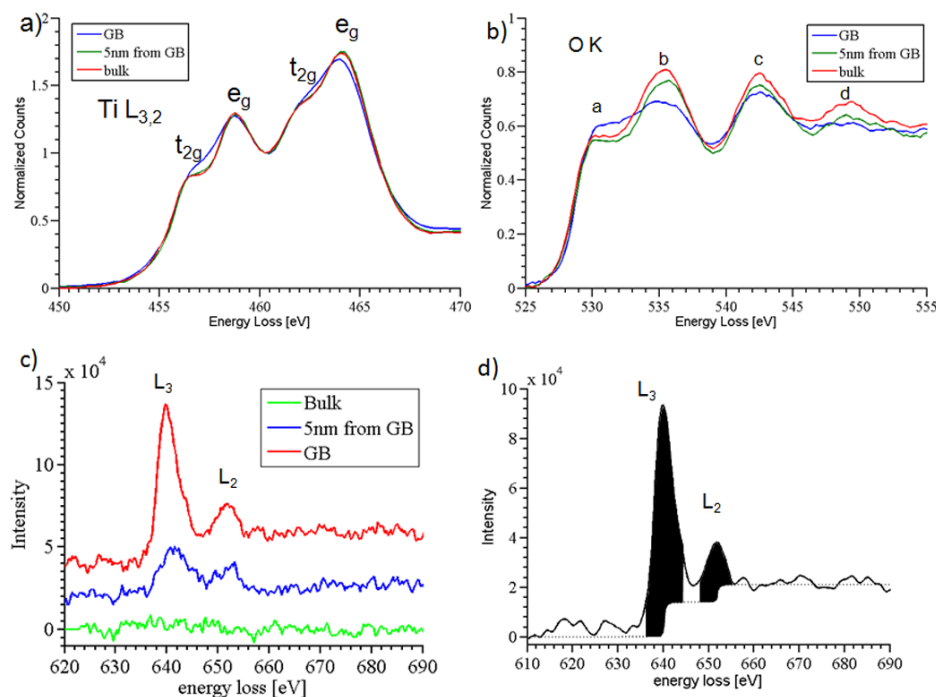 a)
GB
5nm from GB
bulk
Ti L3,2
t2g
eg
t2g
eg
Normalized Counts
2
1.5
1
0.5
0
450 455 460 465 470
Energy Loss [eV]
b)
GB
5nm from GB
bulk
O K
a
b
c
d
Normalized Counts
1
0.8
0.6
0.4
0.2
0
525 530 535 540 545 550 555
Energy Loss [eV]
c)
x 10⁴
L3
L2
Bulk
5nm from GB
GB
Intensity
15
10
5
0
620 630 640 650 660 670 680 690
energy loss [eV]
d)
x 10⁴
L3
L2
Intensity
10
8
6
4
2
0
610 620 630 640 650 660 670 680 690
energy loss [eV]